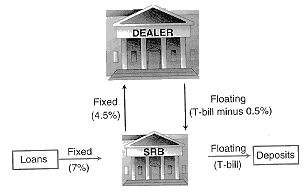 DEALER
Fixed
(4.5%)
Floating
(T-bill minus 0.5%)
Loans
Fixed
(7%)
SRB
Floating
(T-bill)
Deposits